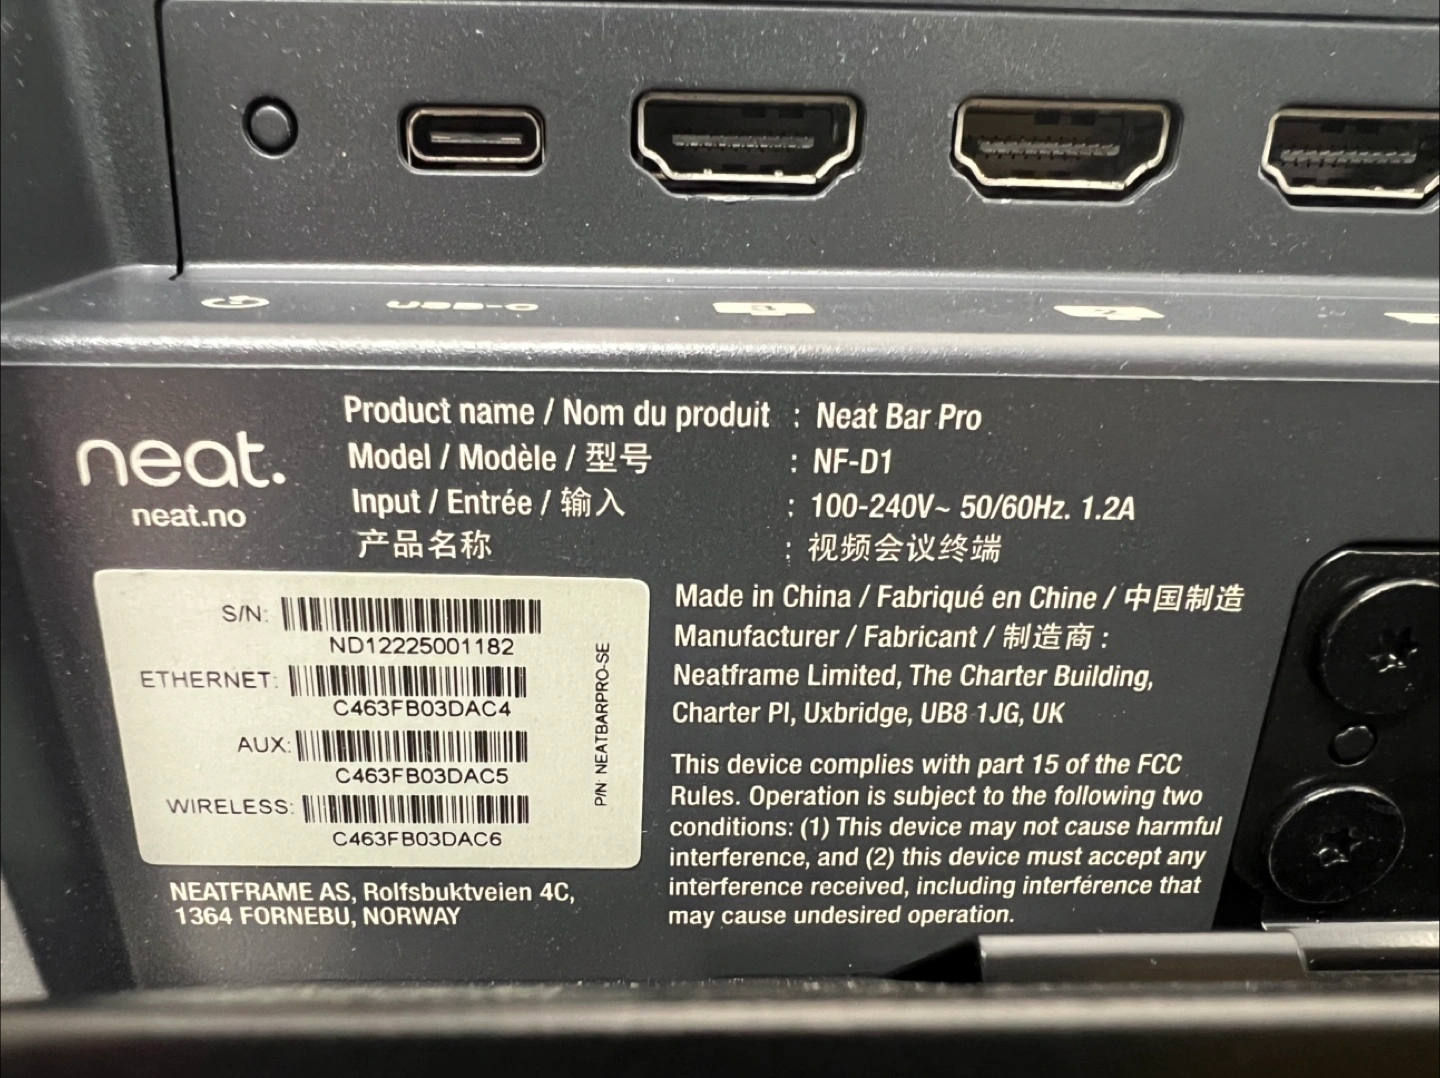 USB-C
1
2
neat.
neat.no
Product name / Nom du produit : Neat Bar Pro
Model / Modèle / 型号 : NF-D1
Input / Entrée / 输入 : 100-240V~ 50/60Hz. 1.2A
产品名称 : 视频会议终端
S/N:
ND12225001182
ETHERNET:
C463FB03DAC4
AUX:
C463FB03DAC5
WIRELESS:
C463FB03DAC6
P/N: NEATBARPRO-SE
NEATFRAME AS, Rolfsbuktveien 4C,
1364 FORNEBU, NORWAY
Made in China / Fabriqué en Chine / 中国制造
Manufacturer / Fabricant / 制造商 :
Neatframe Limited, The Charter Building,
Charter Pl, Uxbridge, UB8 1JG, UK
This device complies with part 15 of the FCC
Rules. Operation is subject to the following two
conditions: (1) This device may not cause harmful
interference, and (2) this device must accept any
interference received, including interference that
may cause undesired operation.